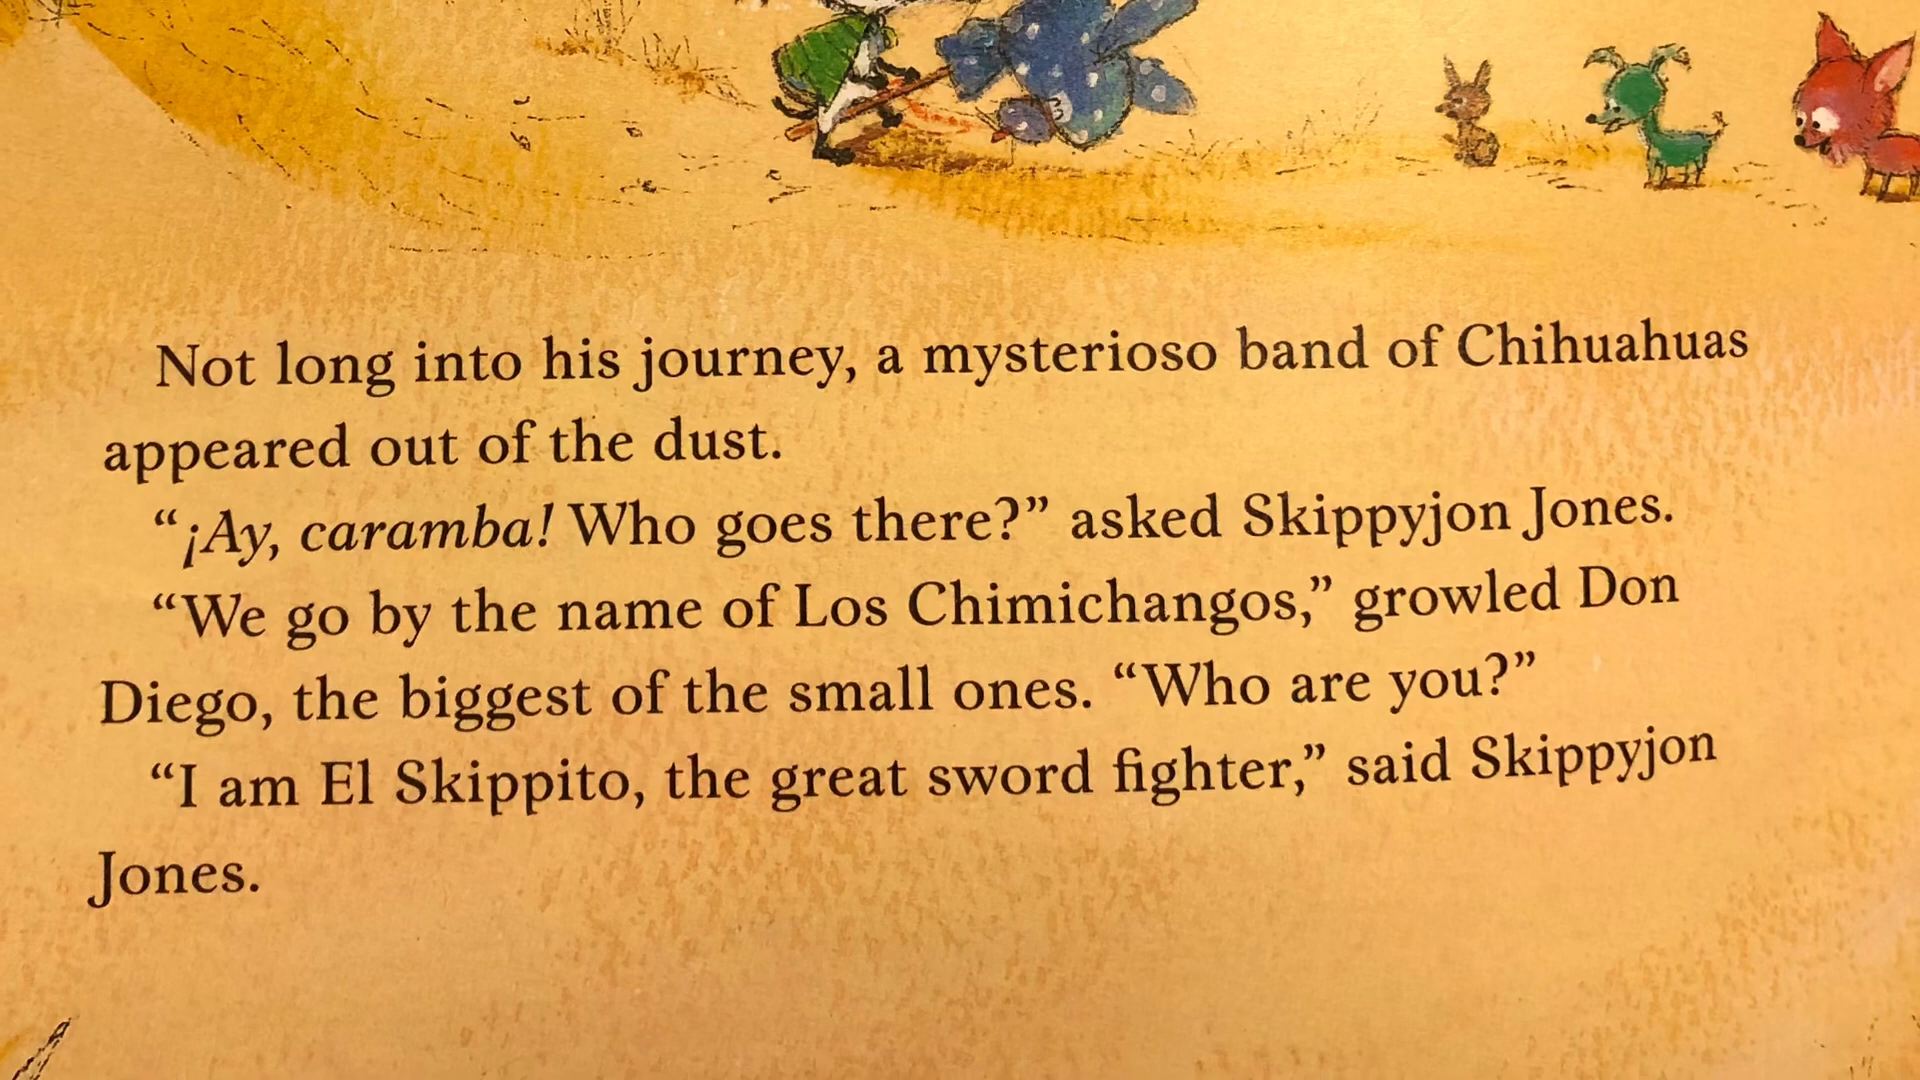 Not long into his journey, a mysterioso band of Chihuahuas
appeared out of the dust.
“¡Ay, caramba! Who goes there?” asked Skippyjon Jones.
“We go by the name of Los Chimichangos,” growled Don
Diego, the biggest of the small ones. “Who are you?”
“I am El Skippito, the great sword fighter,” said Skippyjon
Jones.